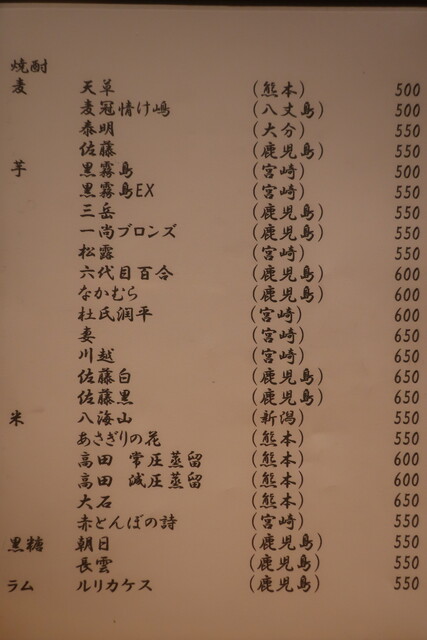 焼酎
麦 天草 (熊本) 500
麦冠情け嶋 (八丈島) 500
泰明 (大分) 550
佐藤 (鹿児島) 550
芋 黒霧島 (宮崎) 500
黒霧島EX (宮崎) 550
三岳 (鹿児島) 550
一尚ブロンズ (鹿児島) 550
松露 (宮崎) 550
六代目百合 (鹿児島) 600
なかむら (鹿児島) 600
杜氏潤平 (宮崎) 600
妻 (宮崎) 650
川越 (宮崎) 650
佐藤白 (鹿児島) 650
佐藤黒 (鹿児島) 650
米 八海山 (新潟) 550
あさぎりの花 (熊本) 550
高田 常圧蒸留 (熊本) 600
高田 減圧蒸留 (熊本) 600
大石 (熊本) 650
赤とんぼの詩 (宮崎) 550
黒糖 朝日 (鹿児島) 550
長雲 (鹿児島) 550
ラム ルリカケス (鹿児島) 550